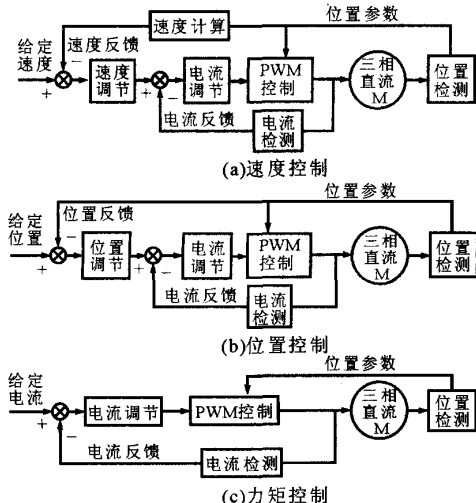 位置参数
速度计算
给定
速度
速度反馈
+
−
速度
调节
+
−
电流
调节
PWM
控制
三相
直流
M
位置
检测
电流反馈
电流
检测
(a)速度控制
位置参数
给定
位置
位置反馈
+
−
位置
调节
+
−
电流
调节
PWM
控制
三相
直流
M
位置
检测
电流反馈
电流
检测
(b)位置控制
位置参数
给定
电流
+
−
电流调节
PWM控制
三相
直流
M
位置
检测
电流反馈
电流检测
(c)力矩控制